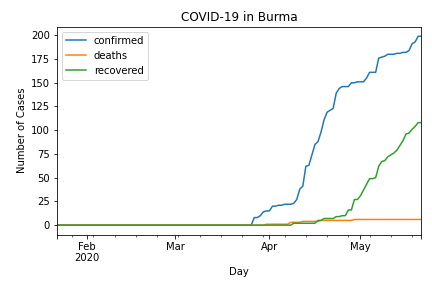 COVID-19 in Burma
200
175
150
125
100
75
50
25
0
Number of Cases
confirmed
deaths
recovered
Feb
2020
Mar
Apr
May
Day